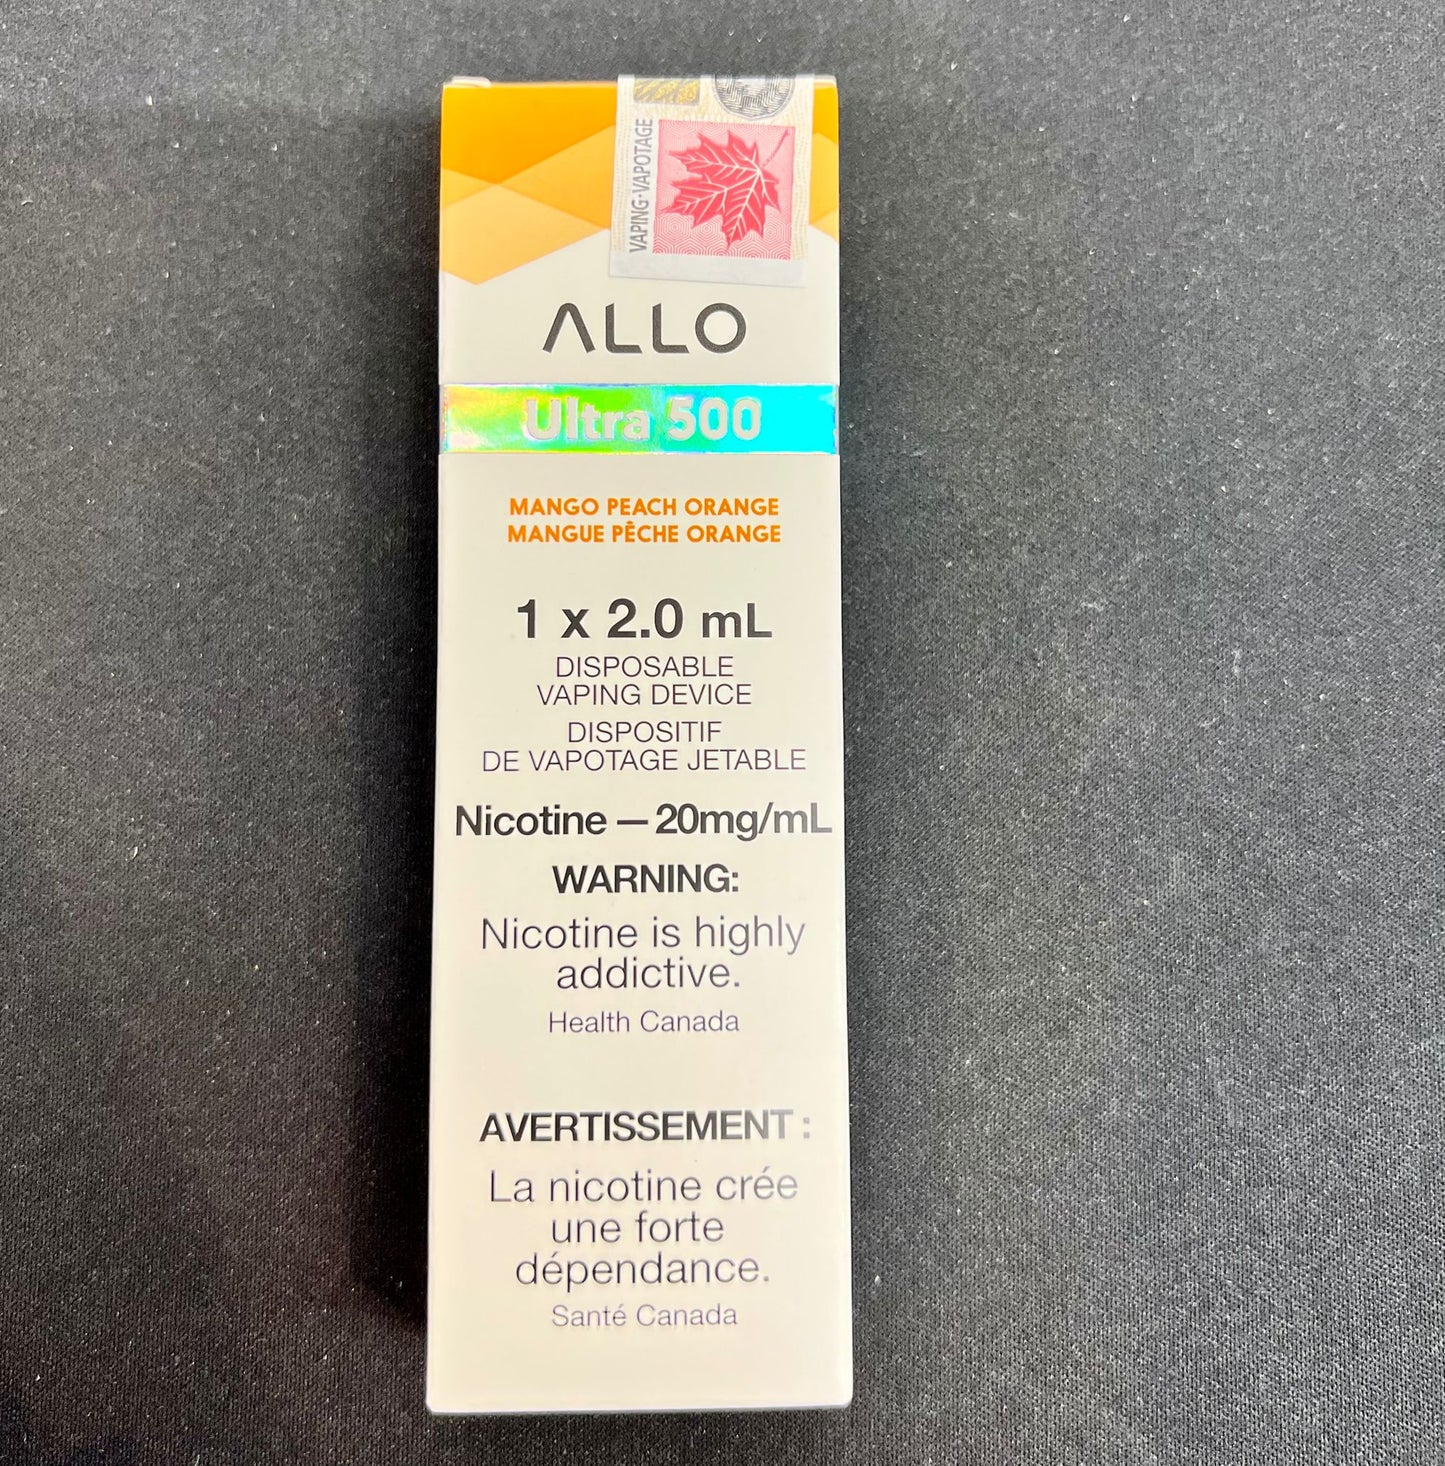 VAPING·VAPOTAGE
ALLO
Ultra 500
MANGO PEACH ORANGE
MANGUE PÊCHE ORANGE
1 x 2.0 mL
DISPOSABLE
VAPING DEVICE
DISPOSITIF
DE VAPOTAGE JETABLE
Nicotine — 20mg/mL
WARNING:
Nicotine is highly
addictive.
Health Canada
AVERTISSEMENT :
La nicotine crée
une forte
dépendance.
Santé Canada